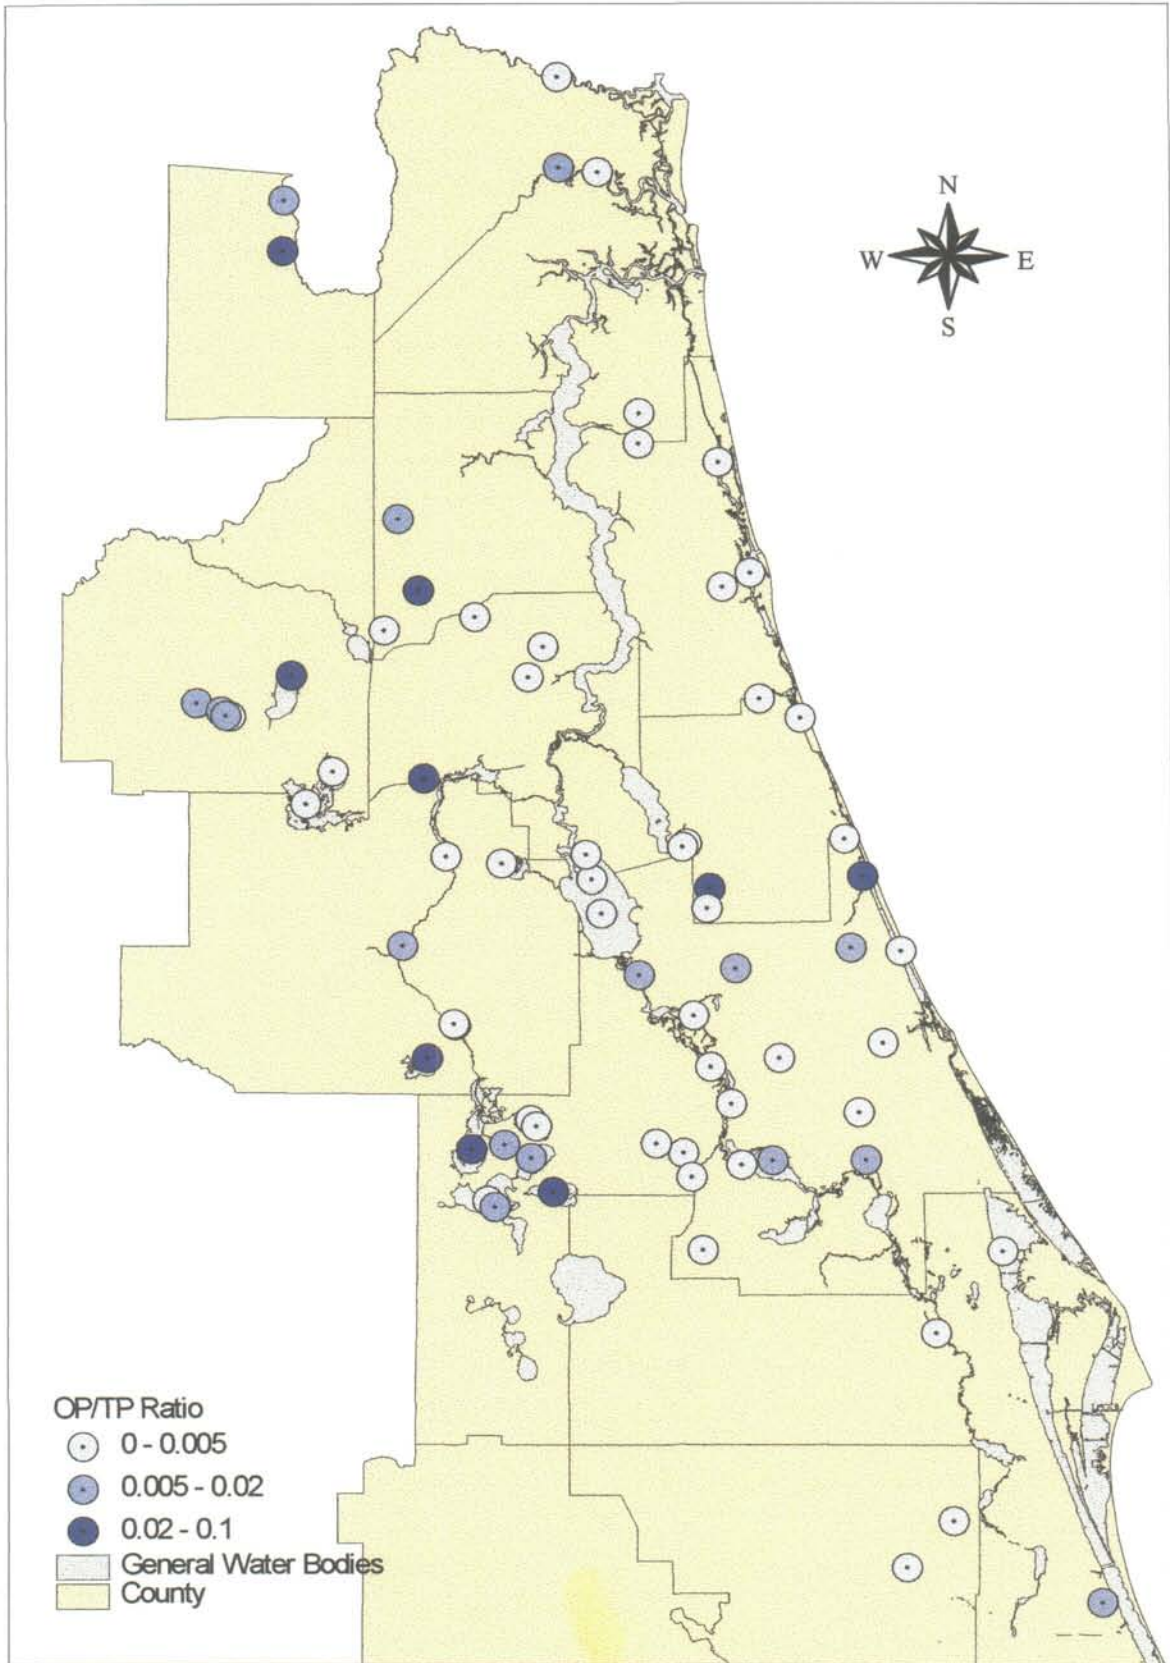 N
W E
S
OP/TP Ratio
0 - 0.005
0.005 - 0.02
0.02 - 0.1
General Water Bodies
County